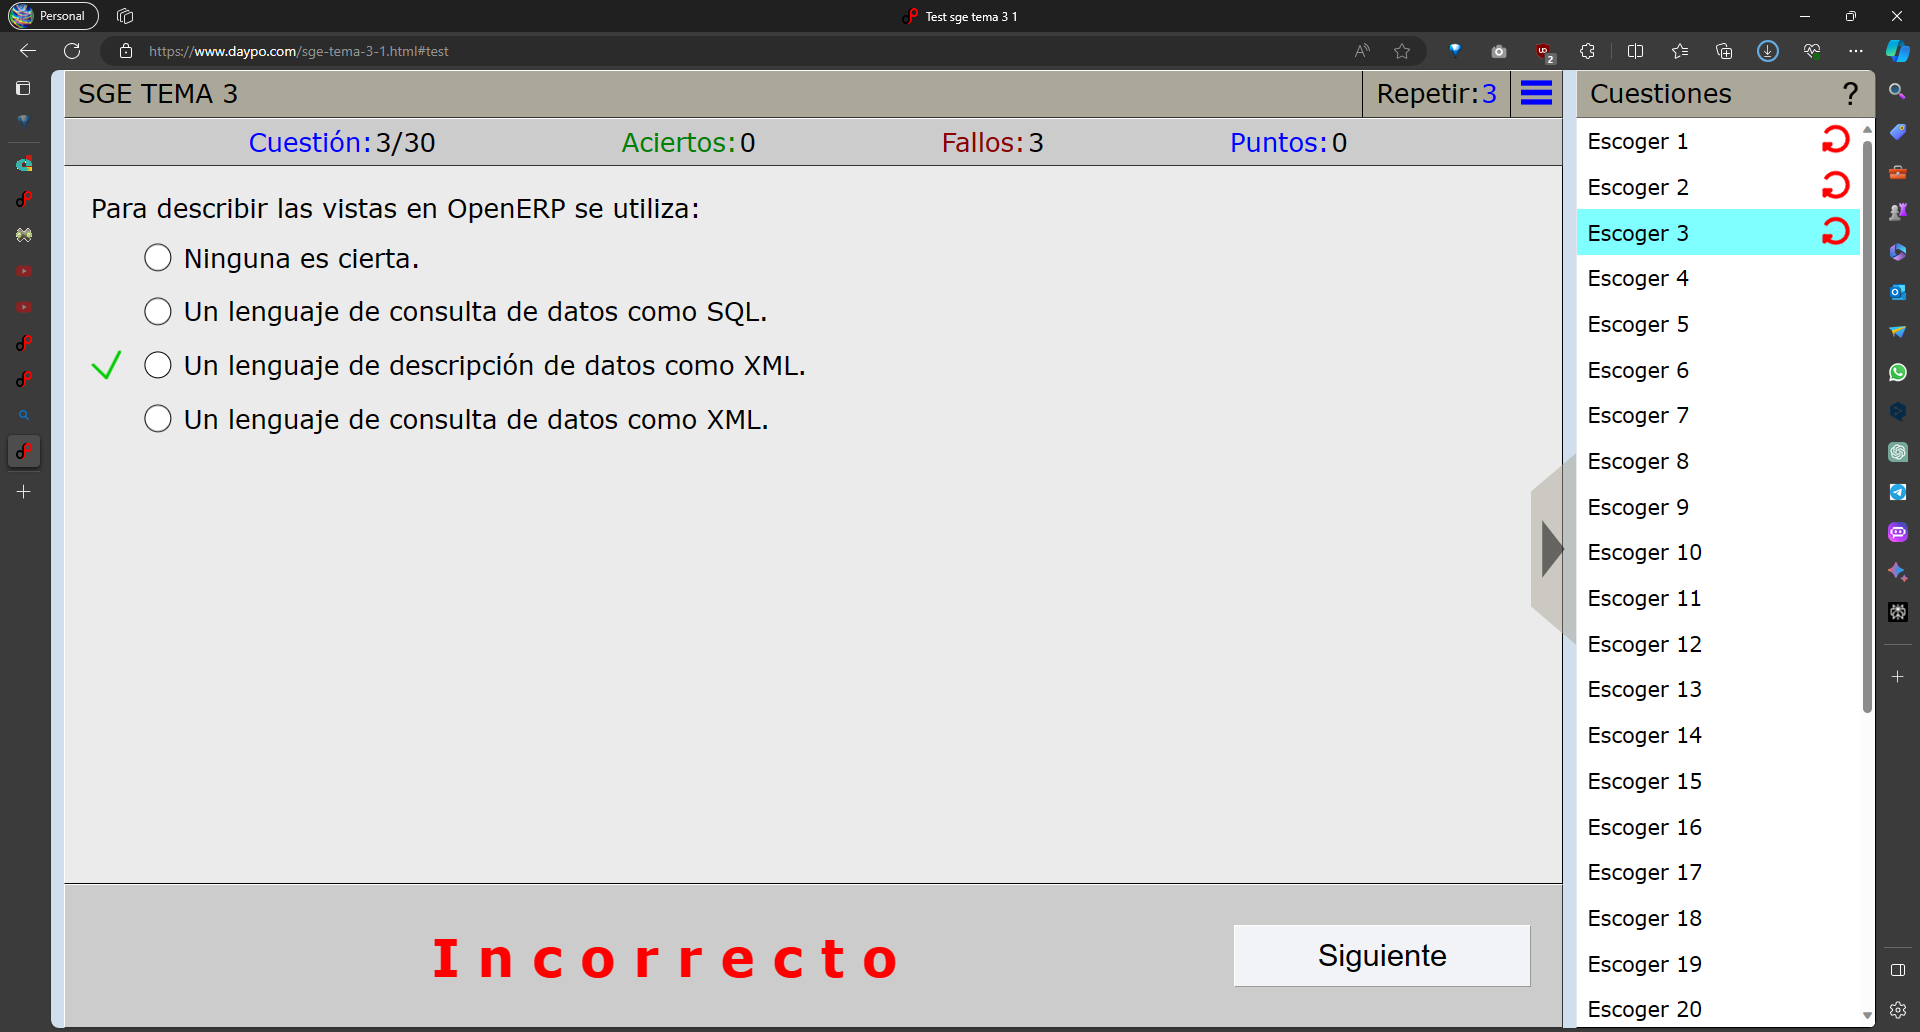 Personal
Test sge tema 3 1
https://www.daypo.com/sge-tema-3-1.html#test
2
SGE TEMA 3
Repetir:3
Cuestiones
?
Cuestión:3/30
Aciertos:0
Fallos:3
Puntos:0
Para describir las vistas en OpenERP se utiliza:
Ninguna es cierta.
Un lenguaje de consulta de datos como SQL.
Un lenguaje de descripción de datos como XML.
Un lenguaje de consulta de datos como XML.
Incorrecto
Siguiente
Escoger 1
Escoger 2
Escoger 3
Escoger 4
Escoger 5
Escoger 6
Escoger 7
Escoger 8
Escoger 9
Escoger 10
Escoger 11
Escoger 12
Escoger 13
Escoger 14
Escoger 15
Escoger 16
Escoger 17
Escoger 18
Escoger 19
Escoger 20